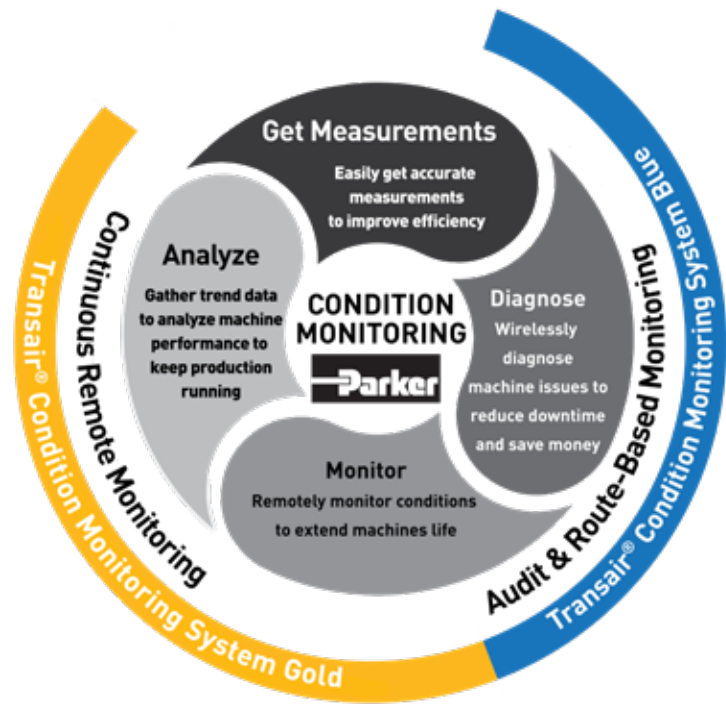 Get Measurements
Easily get accurate
measurements
to improve efficiency
Analyze
Gather trend data
to analyze machine
performance to
keep production
running
CONDITION
MONITORING
Parker
Diagnose
Wirelessly
diagnose
machine issues to
reduce downtime
and save money
Monitor
Remotely monitor conditions
to extend machines life
Continuous Remote Monitoring
Transair® Condition Monitoring System Gold
Audit & Route-Based Monitoring
Transair® Condition Monitoring System Blue